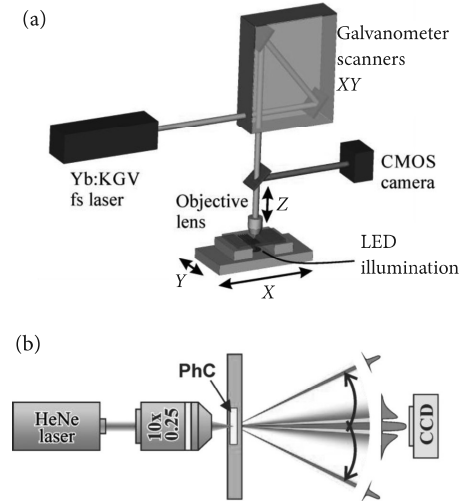 (a)
Galvanometer
scanners
XY
Yb:KGV
fs laser
CMOS
camera
Objective
lens
Z
LED
illumination
Y
X
(b)
PhC
HeNe
laser
10x
0.25
CCD